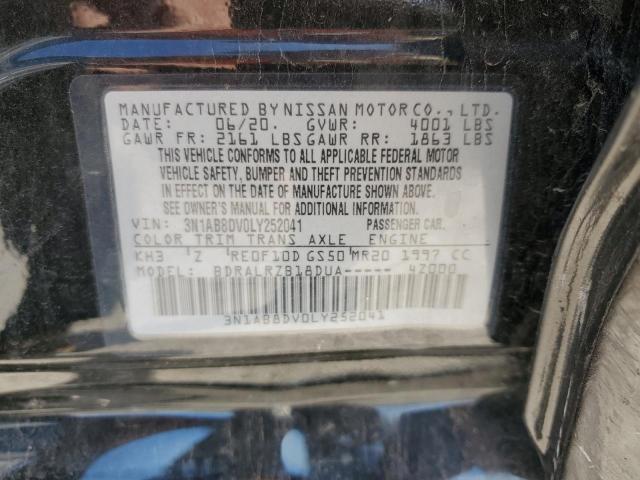 MANUFACTURED BY NISSAN MOTOR CO., LTD.
DATE: 06/20. GVWR: 4001 LBS
GAWR FR: 2161 LBS GAWR RR: 1863 LBS
THIS VEHICLE CONFORMS TO ALL APPLICABLE FEDERAL MOTOR
VEHICLE SAFETY, BUMPER AND THEFT PREVENTION STANDARDS
IN EFFECT ON THE DATE OF MANUFACTURE SHOWN ABOVE.
SEE OWNER'S MANUAL FOR ADDITIONAL INFORMATION.
VIN: 3N1AB8DV0LY252041 PASSENGER CAR.
COLOR TRIM TRANS AXLE ENGINE
KH3 Z RE0F10D GS50 MR20 1997 CC
BDRALRZB18DUA----- 4Z000
3N1AB8DV0LY252041